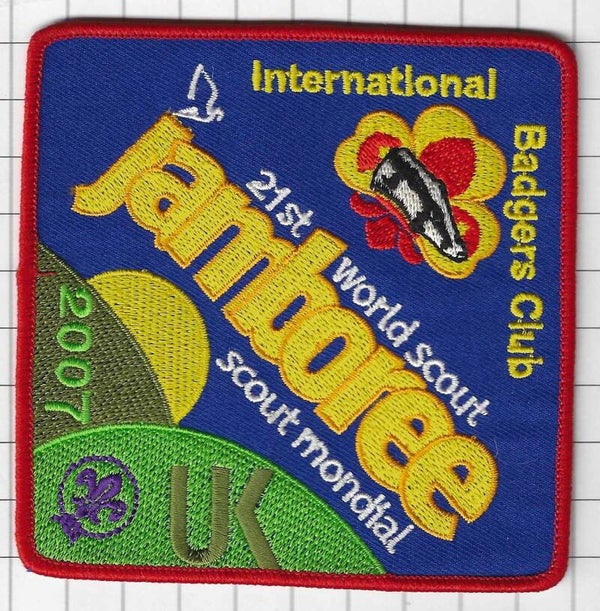 International
Badgers Club
21st world scout
Jamboree
scout mondial
2007
UK